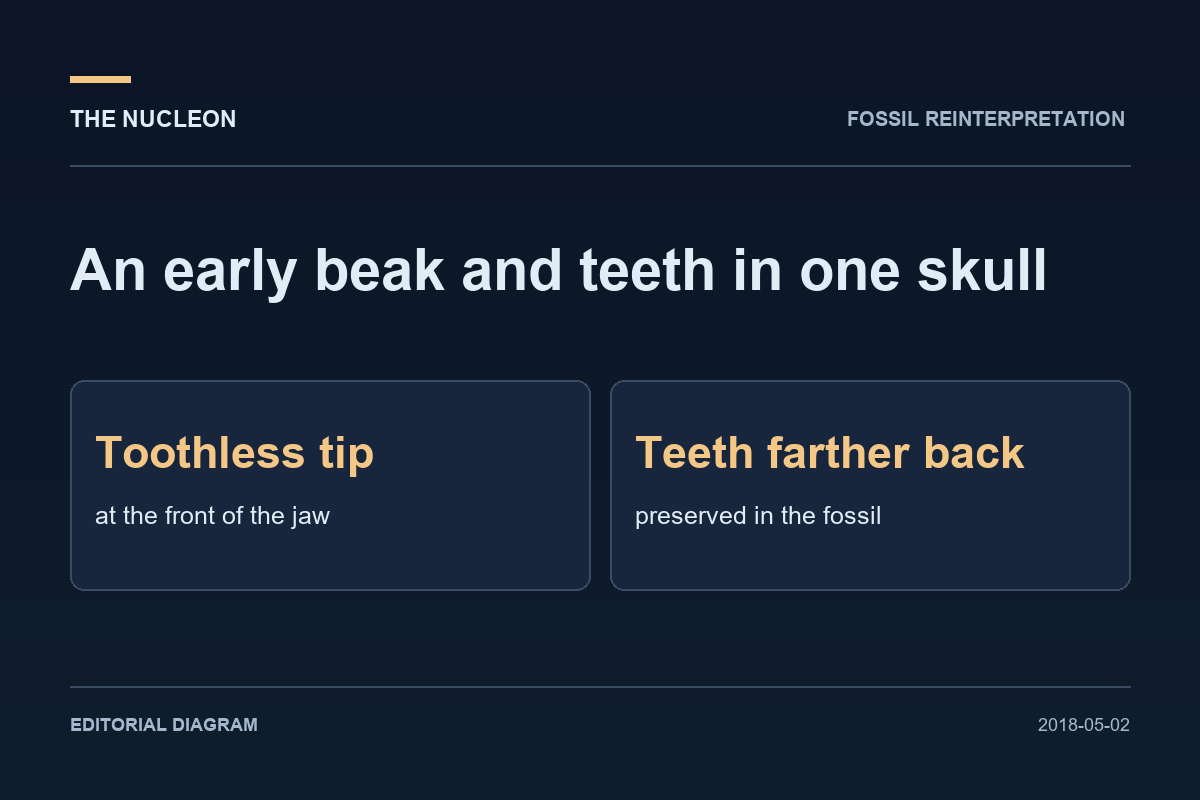 THE NUCLEON
FOSSIL REINTERPRETATION
An early beak and teeth in one skull
Toothless tip
at the front of the jaw
Teeth farther back
preserved in the fossil
EDITORIAL DIAGRAM
2018-05-02